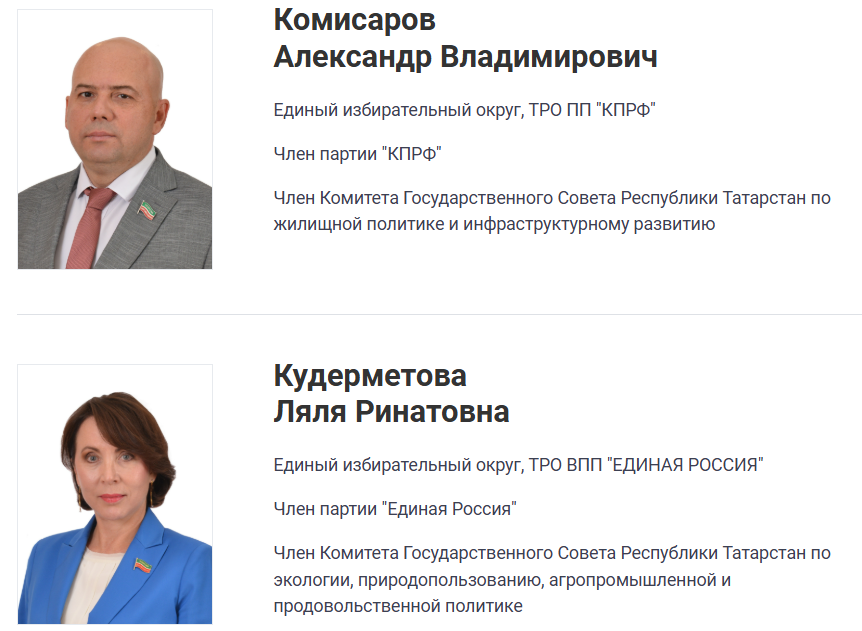 Комисаров
Александр Владимирович
Единый избирательный округ, ТРО ПП "КПРФ"
Член партии "КПРФ"
Член Комитета Государственного Совета Республики Татарстан по
жилищной политике и инфраструктурному развитию
Кудерметова
Ляля Ринатовна
Единый избирательный округ, ТРО ВПП "ЕДИНАЯ РОССИЯ"
Член партии "Единая Россия"
Член Комитета Государственного Совета Республики Татарстан по
экологии, природопользованию, агропромышленной и
продовольственной политике